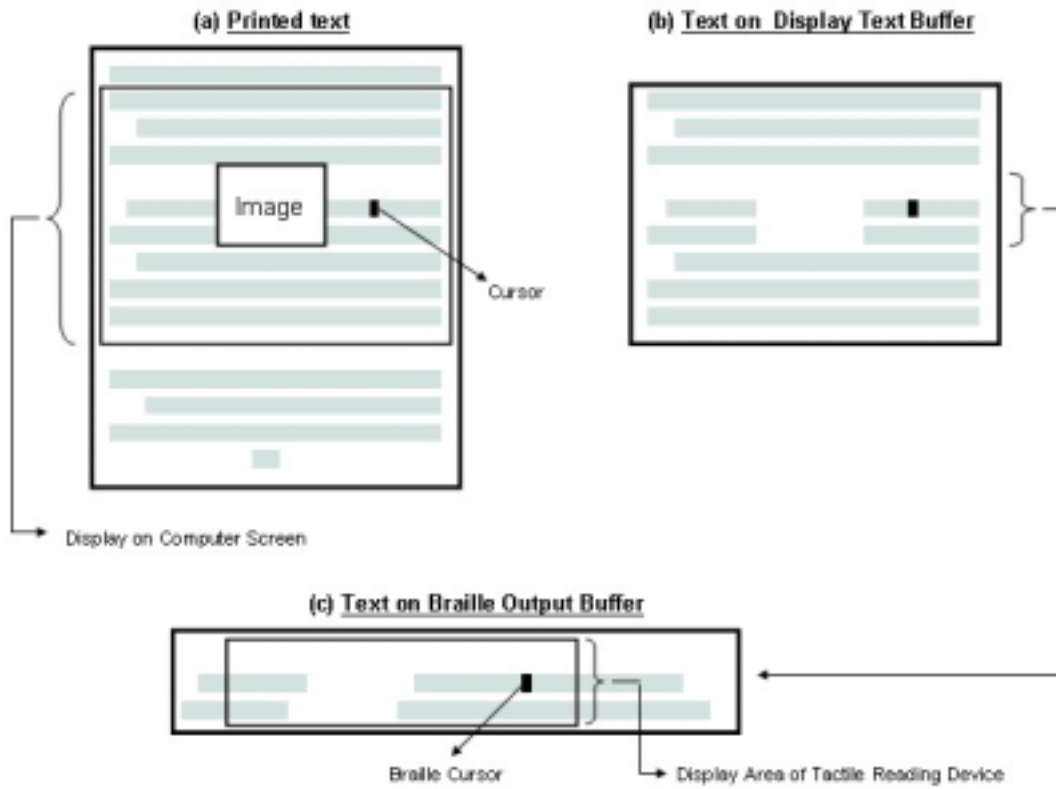 (a) Printed text
(b) Text on Display Text Buffer
Image
Cursor
Display on Computer Screen
(c) Text on Braille Output Buffer
Braille Cursor
Display Area of Tactile Reading Device